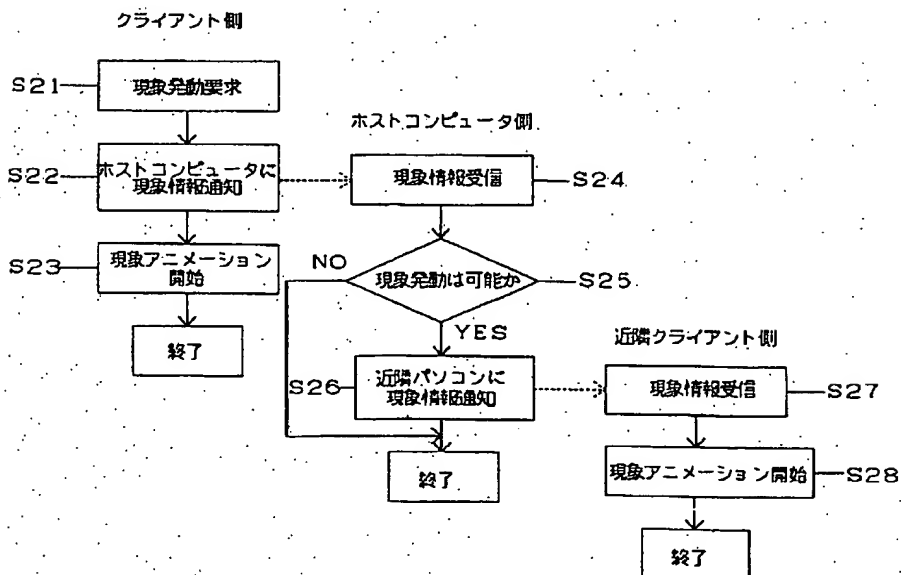 クライアント側
S21
現象発動要求
ホストコンピュータ側
S22
ホストコンピュータに
現象情報通知
現象情報受信
S24
S23
現象アニメーション
開始
NO
現象発動は可能か
S25
終了
YES
近隣クライアント側
S26
近隣パソコンに
現象情報通知
現象情報受信
S27
終了
現象アニメーション開始
S28
終了